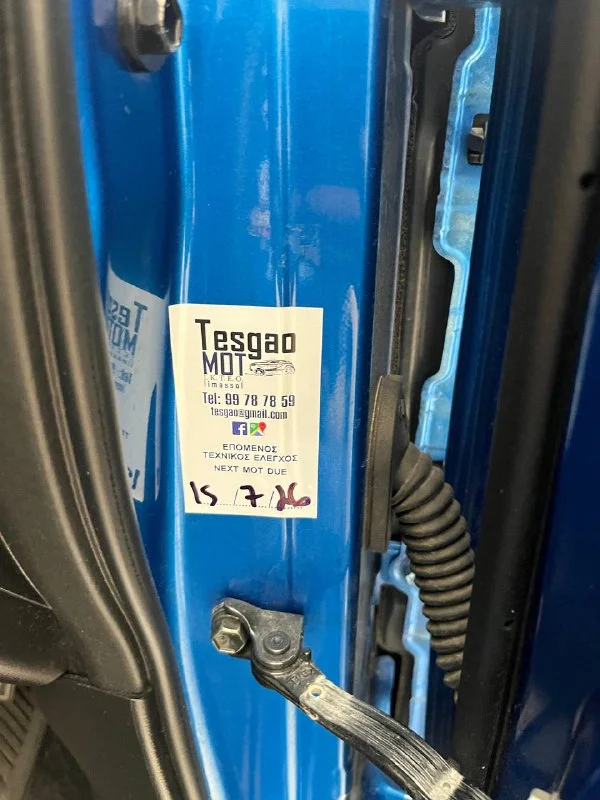 Tesgao
MOT
K.T.E.O.
limassol
Tel: 99 78 78 59
tesgao@gmail.com
ΕΠΟΜΕΝΟΣ
ΤΕΧΝΙΚΟΣ ΕΛΕΓΧΟΣ
NEXT MOT DUE
15/7/26